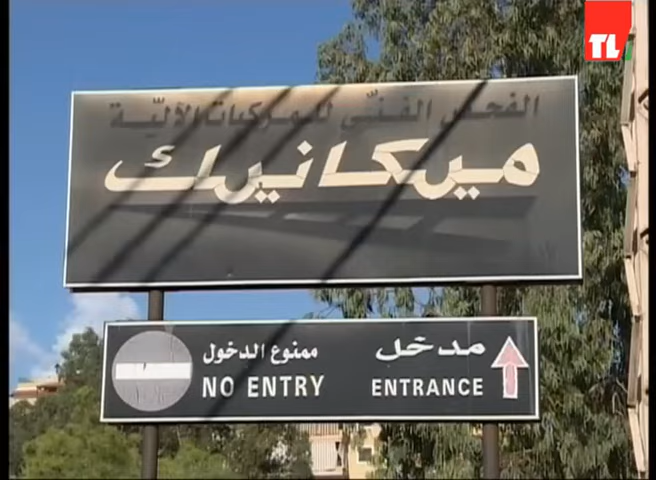 TL
الفحص الفني للمركبات الآلية
ميكانيك
ممنوع الدخول
NO ENTRY
مدخل
ENTRANCE